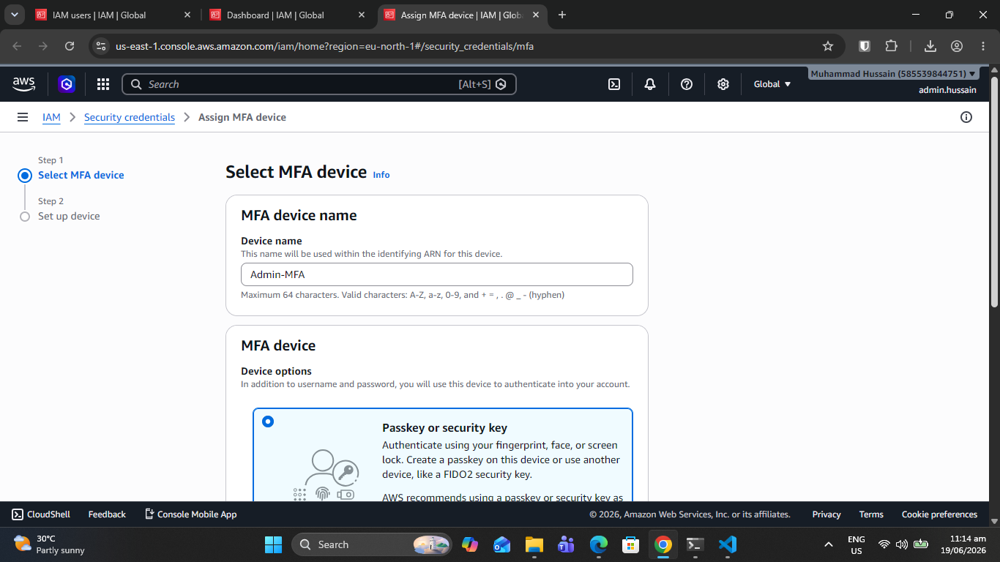 IAM users | IAM | Global
Dashboard | IAM | Global
Assign MFA device | IAM | Globa
us-east-1.console.aws.amazon.com/iam/home?region=eu-north-1#/security_credentials/mfa
aws
Search
[Alt+S]
Global
Muhammad Hussain (585539844751)
admin.hussain
IAM
Security credentials
Assign MFA device
Step 1
Select MFA device
Step 2
Set up device
Select MFA device
Info
MFA device name
Device name
This name will be used within the identifying ARN for this device.
Admin-MFA
Maximum 64 characters. Valid characters: A-Z, a-z, 0-9, and + = , . @ _ - (hyphen)
MFA device
Device options
In addition to username and password, you will use this device to authenticate into your account.
Passkey or security key
Authenticate using your fingerprint, face, or screen
lock. Create a passkey on this device or use another
device, like a FIDO2 security key.
AWS recommends using a passkey or security key as
CloudShell
Feedback
Console Mobile App
© 2026, Amazon Web Services, Inc. or its affiliates.
Privacy
Terms
Cookie preferences
30°C
Partly sunny
Search
ENG
US
11:14 am
19/06/2026